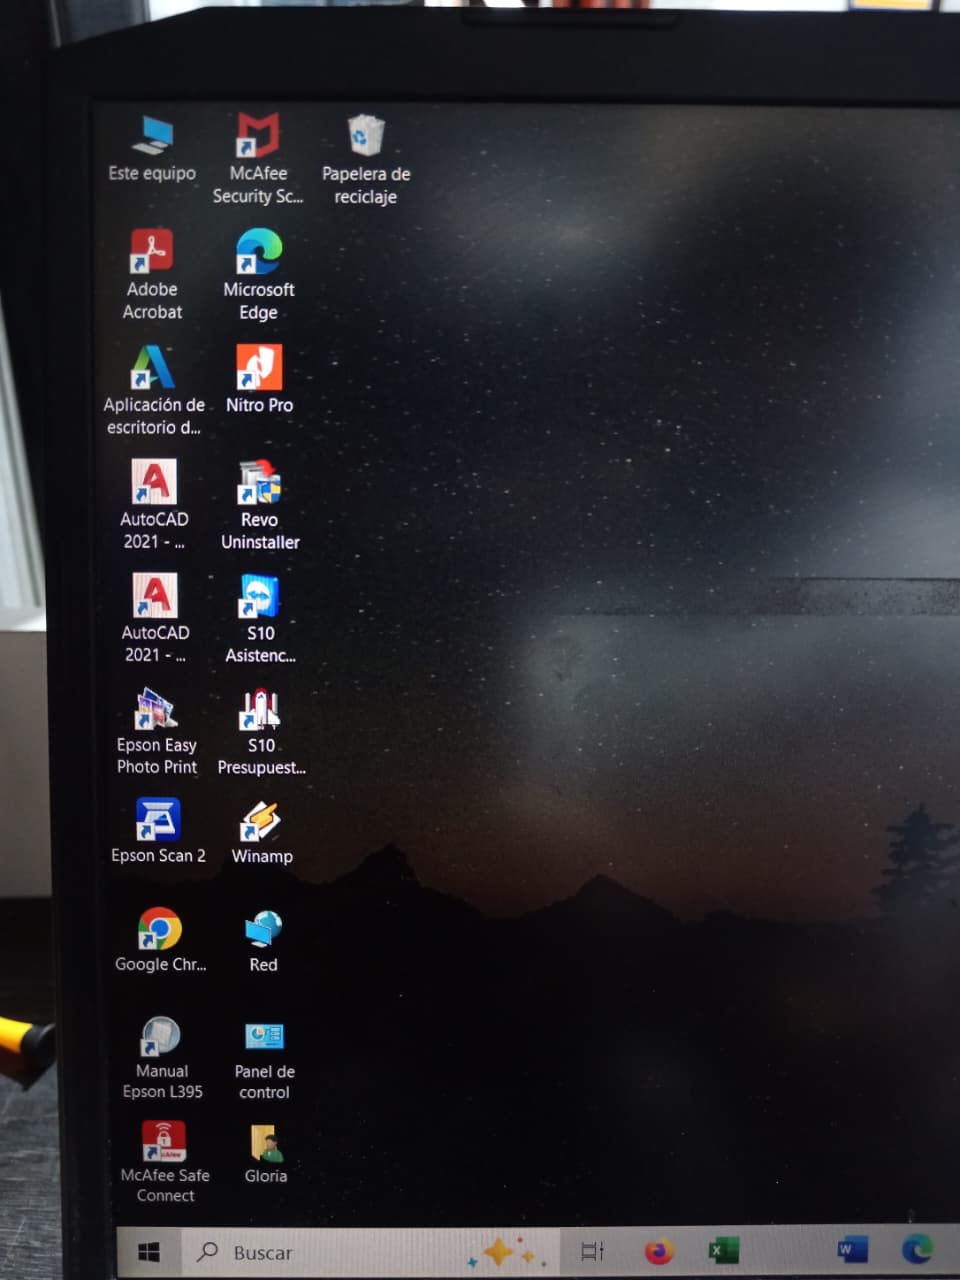 Este equipo
McAfee
Security Sc...
Papelera de
reciclaje
Adobe
Acrobat
Microsoft
Edge
Aplicación de
escritorio d...
Nitro Pro
AutoCAD
2021 - ...
Revo
Uninstaller
AutoCAD
2021 - ...
S10
Asistenc...
Epson Easy
Photo Print
S10
Presupuest...
Epson Scan 2
Winamp
Google Chr...
Red
Manual
Epson L395
Panel de
control
McAfee Safe
Connect
Gloria
Buscar